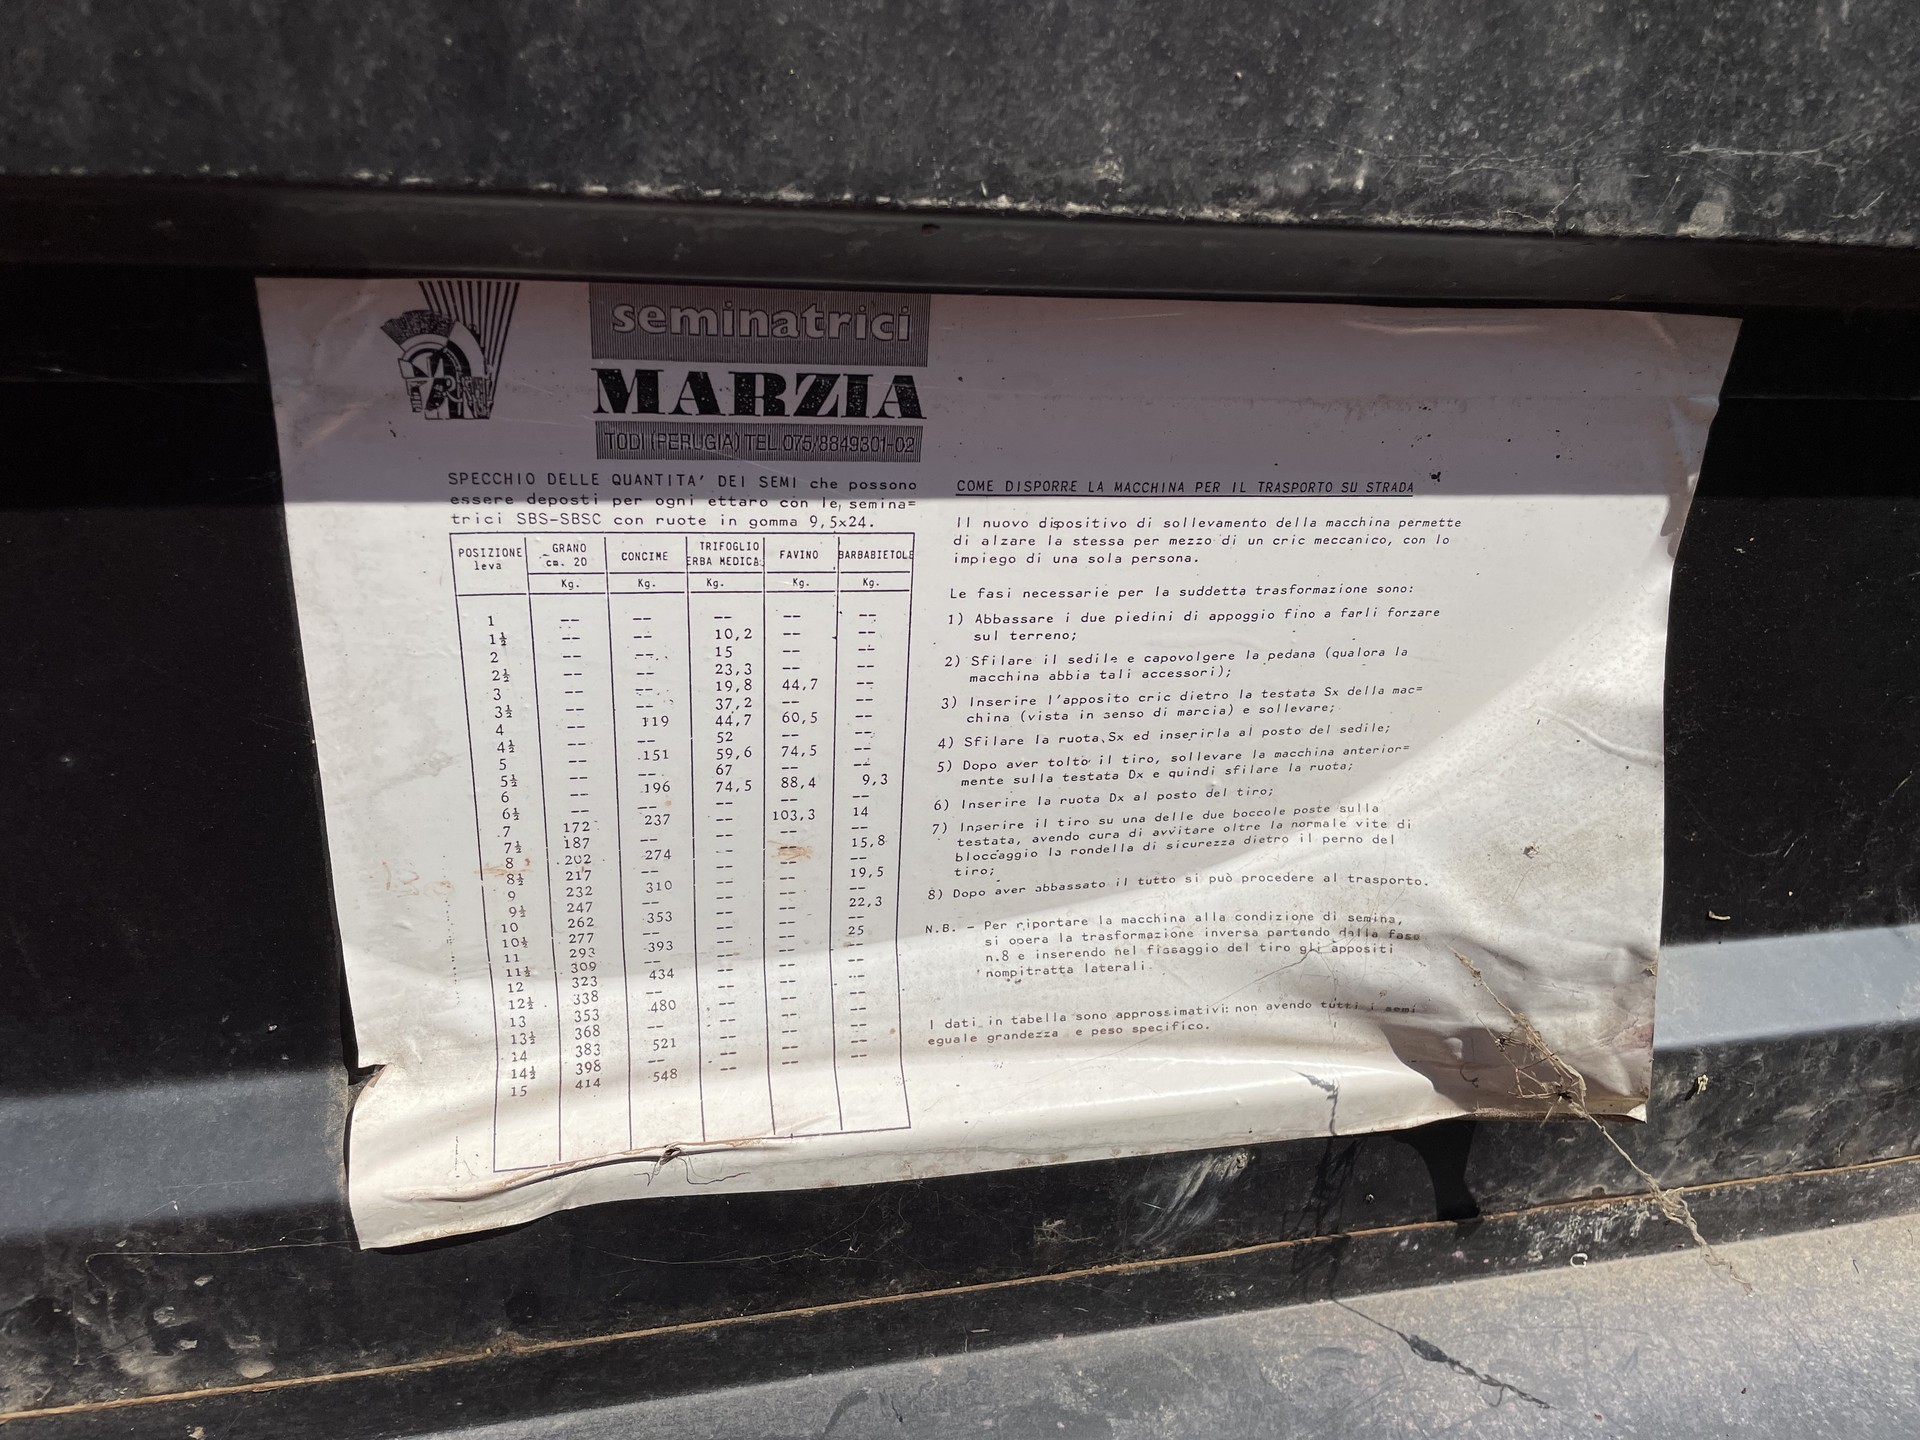 seminatrici
MARZIA
TODI (PERUGIA) TEL. 075/8849301-02
SPECCHIO DELLE QUANTITA' DEI SEMI che possono
essere deposti per ogni ettaro con le semina=
trici SBS-SBSC con ruote in gomma 9,5x24.
POSIZIONE leva GRANO cm. 20 CONCIME TRIFOGLIO ERBA MEDICA FAVINO BARBABIETOLE
Kg. Kg. Kg. Kg. Kg.
1 -- -- -- -- --
1½ -- -- 10,2 -- --
2 -- -- 15 -- --
2½ -- -- 23,3 -- --
3 -- -- 19,8 44,7 --
3½ -- -- 37,2 -- --
4 -- 119 44,7 60,5 --
4½ -- -- 52 -- --
5 -- 151 59,6 74,5 --
5½ -- -- 67 -- --
6 -- 196 74,5 88,4 9,3
6½ -- -- -- -- --
7 172 237 -- 103,3 14
7½ 187 -- -- -- --
8 202 274 -- -- 15,8
8½ 217 -- -- -- --
9 232 310 -- -- 19,5
9½ 247 -- -- -- --
10 262 353 -- -- 22,3
10½ 277 -- -- -- --
11 293 393 -- -- 25
11½ 309 -- -- -- --
12 323 434 -- -- --
12½ 338 -- -- -- --
13 353 480 -- -- --
13½ 368 -- -- -- --
14 383 521 -- -- --
14½ 398 -- -- -- --
15 414 548 -- -- --
COME DISPORRE LA MACCHINA PER IL TRASPORTO SU STRADA
Il nuovo dispositivo di sollevamento della macchina permette
di alzare la stessa per mezzo di un cric meccanico, con lo
impiego di una sola persona.
Le fasi necessarie per la suddetta trasformazione sono:
1) Abbassare i due piedini di appoggio fino a farli forzare
sul terreno;
2) Sfilare il sedile e capovolgere la pedana (qualora la
macchina abbia tali accessori);
3) Inserire l'apposito cric dietro la testata Sx della mac=
china (vista in senso di marcia) e sollevare;
4) Sfilare la ruota Sx ed inserirla al posto del sedile;
5) Dopo aver tolto il tiro, sollevare la macchina anterior=
mente sulla testata Dx e quindi sfilare la ruota;
6) Inserire la ruota Dx al posto del tiro;
7) Inserire il tiro su una delle due boccole poste sulla
testata, avendo cura di avvitare oltre la normale vite di
bloccaggio la rondella di sicurezza dietro il perno del
tiro;
8) Dopo aver abbassato il tutto si può procedere al trasporto.
N.B. - Per riportare la macchina alla condizione di semina,
si opera la trasformazione inversa partendo dalla fase
n.8 e inserendo nel fissaggio del tiro gli appositi
nompitratta laterali.
I dati in tabella sono approssimativi: non avendo tutti i semi
eguale grandezza e peso specifico.